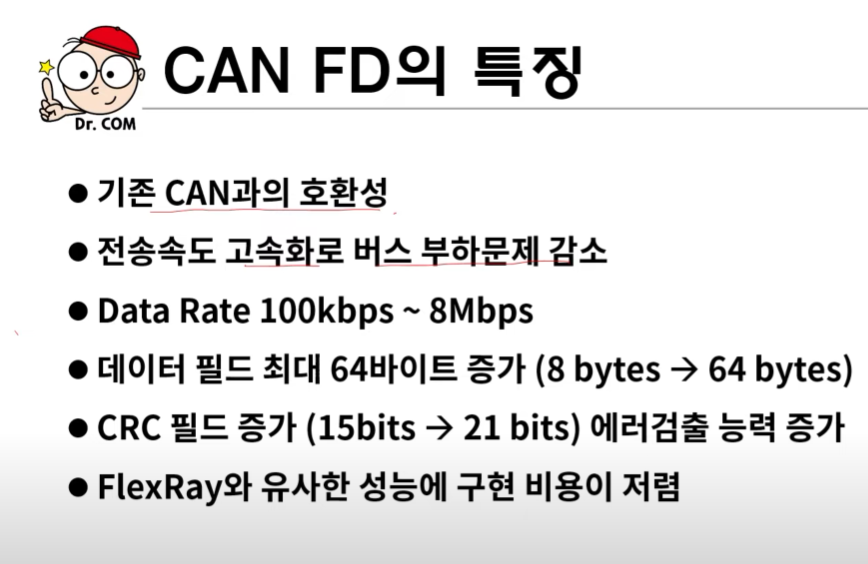 Dr. COM
CAN FD의 특징
● 기존 CAN과의 호환성
● 전송속도 고속화로 버스 부하문제 감소
● Data Rate 100kbps ~ 8Mbps
● 데이터 필드 최대 64바이트 증가 (8 bytes → 64 bytes)
● CRC 필드 증가 (15bits → 21 bits) 에러검출 능력 증가
● FlexRay와 유사한 성능에 구현 비용이 저렴